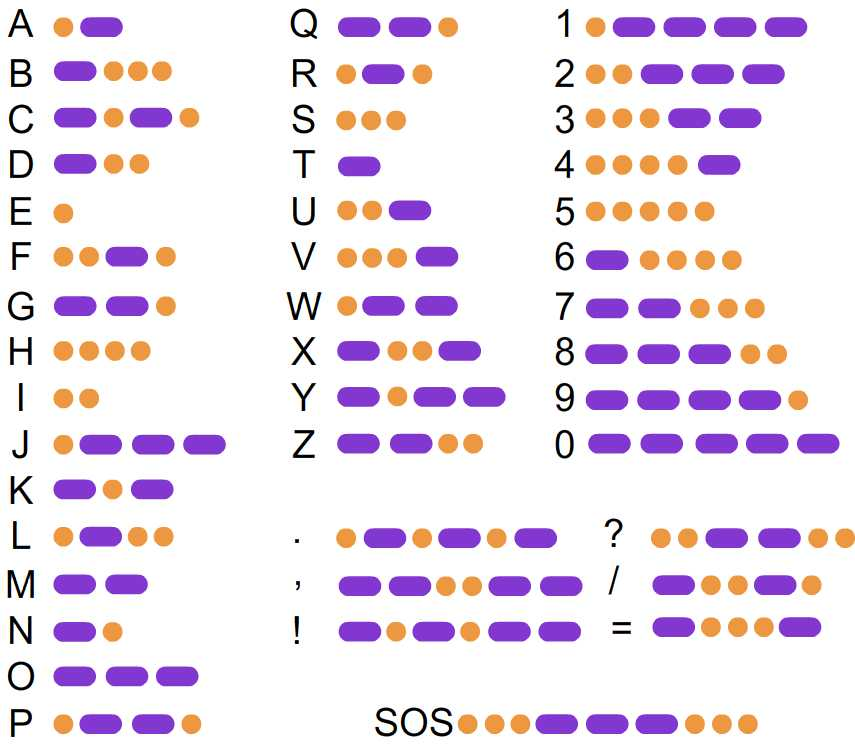 A Q 1
B R 2
C S 3
D T 4
E U 5
F V 6
G W 7
H X 8
I Y 9
J Z 0
K
L . ?
M , /
N ! =
O
P SOS